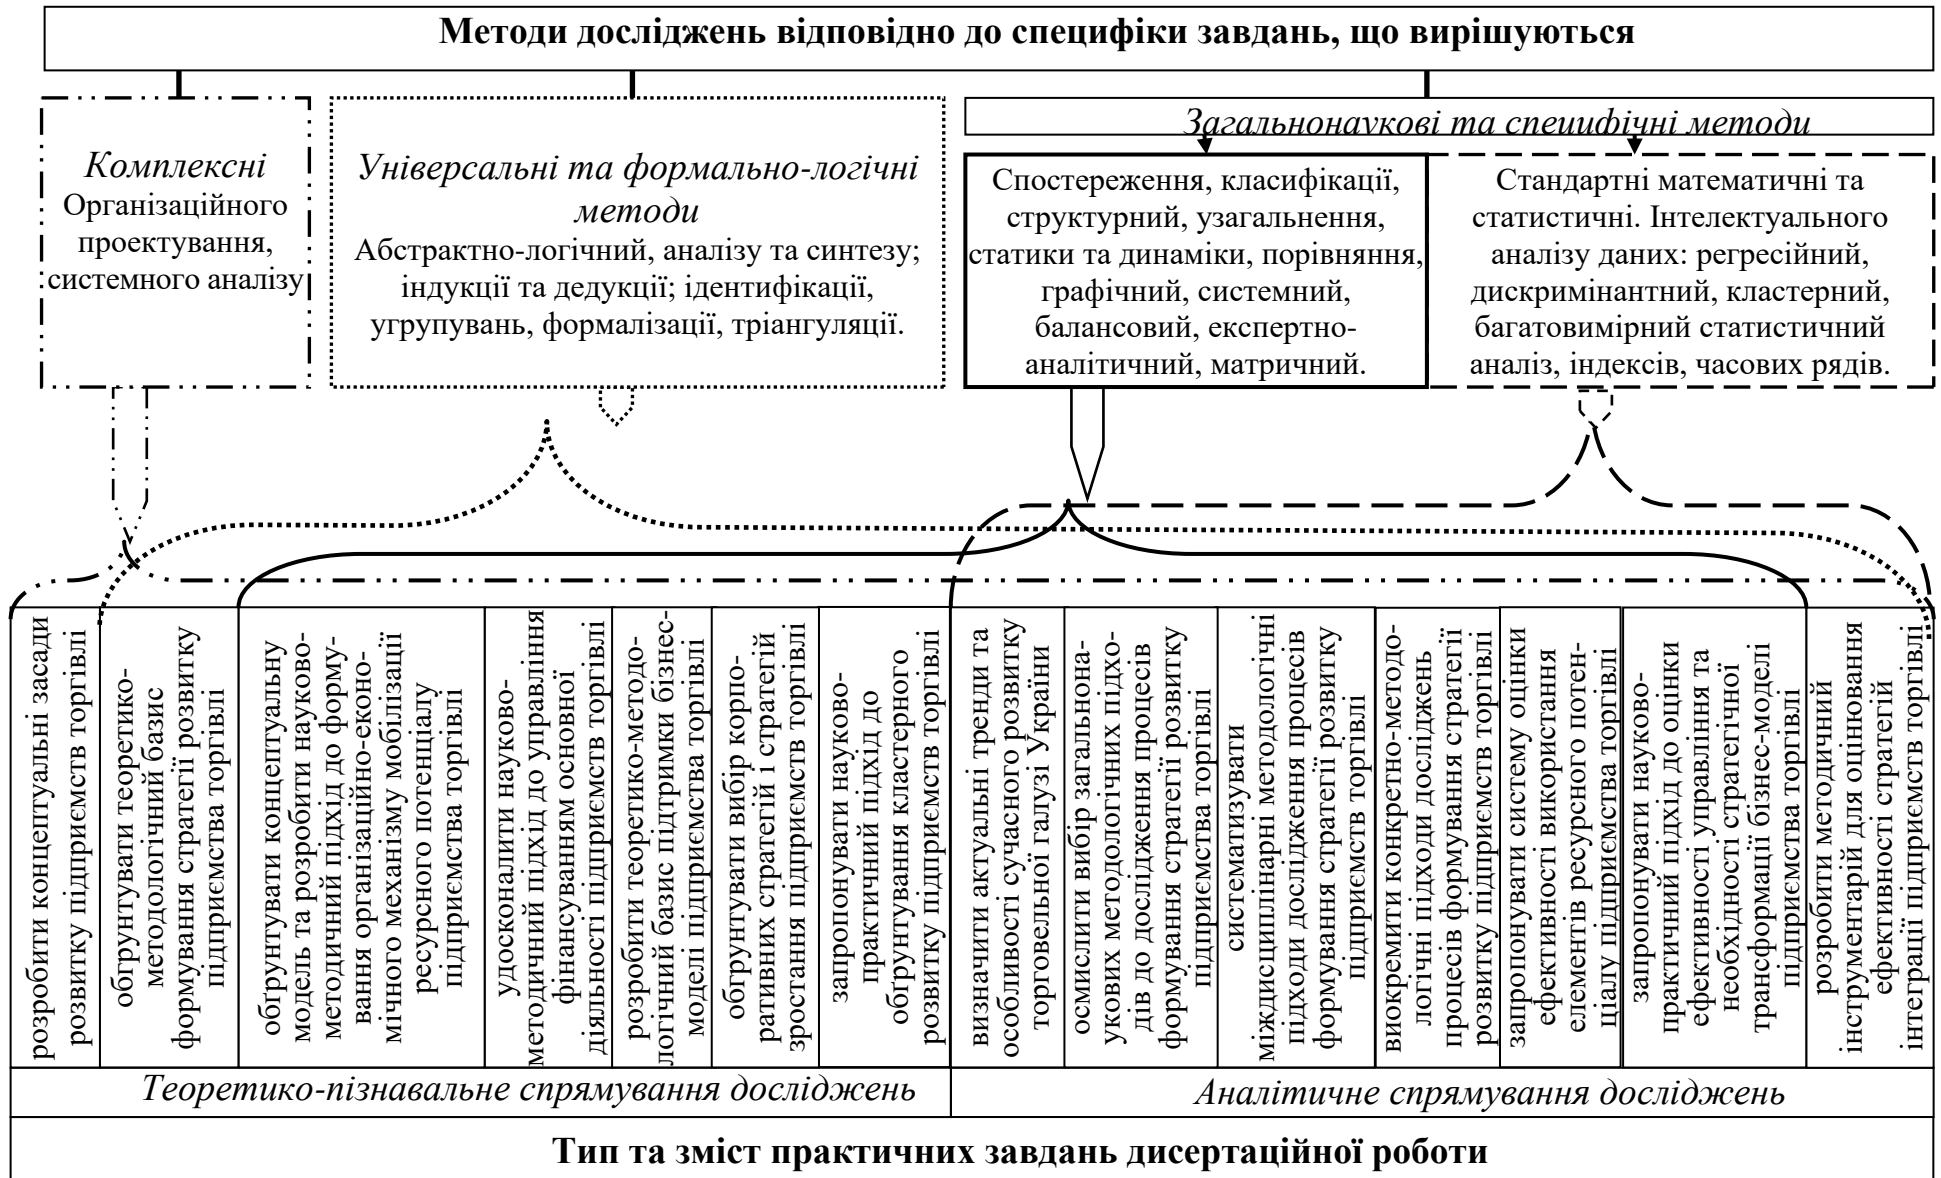 Методи досліджень відповідно до специфіки завдань, що вирішуються
Комплексні
Організаційного
проектування,
системного аналізу
Універсальні та формально-логічні
методи
Абстрактно-логічний, аналізу та синтезу;
індукції та дедукції; ідентифікації,
угрупувань, формалізації, тріангуляції.
Загальнонаукові та специфічні методи
Спостереження, класифікації,
структурний, узагальнення,
статики та динаміки, порівняння,
графічний, системний,
балансовий, експертно-
аналітичний, матричний.
Стандартні математичні та
статистичні. Інтелектуального
аналізу даних: регресійний,
дискримінантний, кластерний,
багатовимірний статистичний
аналіз, індексів, часових рядів.
розробити концептуальні засади
розвитку підприємств торгівлі
обґрунтувати теоретико-
методологічний базис
формування стратегії розвитку
підприємства торгівлі
обґрунтувати концептуальну
модель та розробити науково-
методичний підхід до форму-
вання організаційно-еконо-
мічного механізму мобілізації
ресурсного потенціалу
підприємства торгівлі
удосконалити науково-
методичний підхід до управління
фінансуванням основної
діяльності підприємств торгівлі
розробити теоретико-методо-
логічний базис підтримки бізнес-
моделі підприємства торгівлі
обґрунтувати вибір корпо-
ративних стратегій і стратегій
зростання підприємств торгівлі
запропонувати науково-
практичний підхід до
обґрунтування кластерного
розвитку підприємств торгівлі
визначити актуальні тренди та
особливості сучасного розвитку
торговельної галузі України
осмислити вибір загальнона-
укових методологічних підхо-
дів до дослідження процесів
формування стратегії розвитку
підприємства торгівлі
систематизувати
міждисциплінарні методологічні
підходи дослідження процесів
формування стратегії розвитку
підприємств торгівлі
виокремити конкретно-методо-
логічні підходи досліджень
процесів формування стратегії
розвитку підприємств торгівлі
запропонувати систему оцінки
ефективності використання
елементів ресурсного потен-
ціалу підприємства торгівлі
запропонувати науково-
практичний підхід до оцінки
ефективності управління та
необхідності стратегічної
трансформації бізнес-моделі
підприємства торгівлі
розробити методичний
інструментарій для оцінювання
ефективності стратегій
інтеграції підприємств торгівлі
Теоретико-пізнавальне спрямування досліджень
Аналітичне спрямування досліджень
Тип та зміст практичних завдань дисертаційної роботи